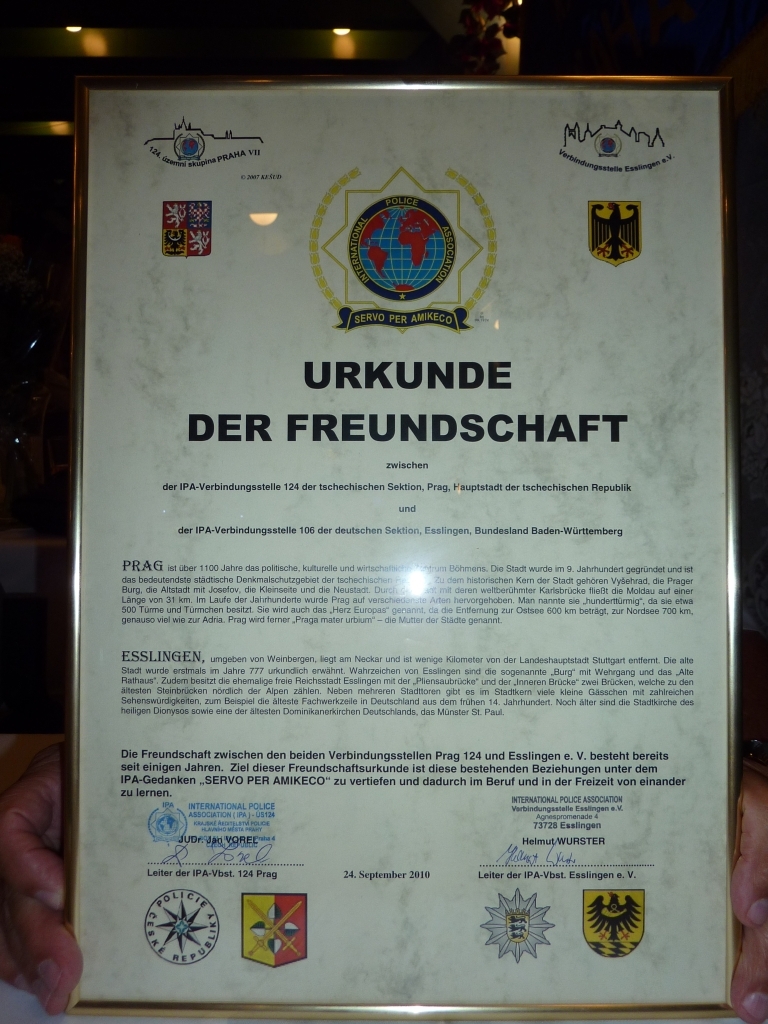 124. územní skupina PRAHA VII
© 2007 KEŠUD
Verbindungsstelle Esslingen e.V.
INTERNATIONAL POLICE ASSOCIATION
SERVO PER AMIKECO
URKUNDE
DER FREUNDSCHAFT
zwischen
der IPA-Verbindungsstelle 124 der tschechischen Sektion, Prag, Hauptstadt der tschechischen Republik
und
der IPA-Verbindungsstelle 106 der deutschen Sektion, Esslingen, Bundesland Baden-Württemberg
PRAG ist über 1100 Jahre das politische, kulturelle und wirtschaftliche Zentrum Böhmens. Die Stadt wurde im 9. Jahrhundert gegründet und ist
das bedeutendste städtische Denkmalschutzgebiet der tschechischen Zu dem historischen Kern der Stadt gehören Vyšehrad, die Prager
Burg, die Altstadt mit Josefov, die Kleinseite und die Neustadt. Durch mit deren weltberühmter Karlsbrücke fließt die Moldau auf einer
Länge von 31 km. Im Laufe der Jahrhunderte wurde Prag auf verschiedenste Arten hervorgehoben. Man nannte sie „hunderttürmig", da sie etwa
500 Türme und Türmchen besitzt. Sie wird auch das „Herz Europas" genannt, da die Entfernung zur Ostsee 600 km beträgt, zur Nordsee 700 km,
genauso viel wie zur Adria. Prag wird ferner „Praga mater urbium" – die Mutter der Städte genannt.
ESSLINGEN, umgeben von Weinbergen, liegt am Neckar und ist wenige Kilometer von der Landeshauptstadt Stuttgart entfernt. Die alte
Stadt wurde erstmals im Jahre 777 urkundlich erwähnt. Wahrzeichen von Esslingen sind die sogenannte „Burg" mit Wehrgang und das „Alte
Rathaus". Zudem besitzt die ehemalige freie Reichsstadt Esslingen mit der „Pliensaubrücke" und der „Inneren Brücke" zwei Brücken, welche zu den
ältesten Steinbrücken nördlich der Alpen zählen. Neben mehreren Stadttoren gibt es im Stadtkern viele kleine Gässchen mit zahlreichen
Sehenswürdigkeiten, zum Beispiel die älteste Fachwerkzeile in Deutschland aus dem frühen 14. Jahrhundert. Noch älter sind die Stadtkirche des
heiligen Dionysos sowie eine der ältesten Dominikanerkirchen Deutschlands, das Münster St. Paul.
Die Freundschaft zwischen den beiden Verbindungsstellen Prag 124 und Esslingen e. V. besteht bereits
seit einigen Jahren. Ziel dieser Freundschaftsurkunde ist diese bestehenden Beziehungen unter dem
IPA-Gedanken „SERVO PER AMIKECO" zu vertiefen und dadurch im Beruf und in der Freizeit von einander
zu lernen.
IPA
INTERNATIONAL POLICE
ASSOCIATION ( IPA ) - US124
KRAJSKÉ ŘEDITELSTVÍ POLICIE
HLAVNÍHO MĚSTA PRAHY
JUDr. Jan VOREL
CZECH REPUBLIC
Leiter der IPA-Vbst. 124 Prag
24. September 2010
INTERNATIONAL POLICE ASSOCIATION
Verbindungsstelle Esslingen e.V.
Agnespromenade 4
73728 Esslingen
Helmut WURSTER
Leiter der IPA-Vbst. Esslingen e. V.
POLICIE ČESKÉ REPUBLIKY